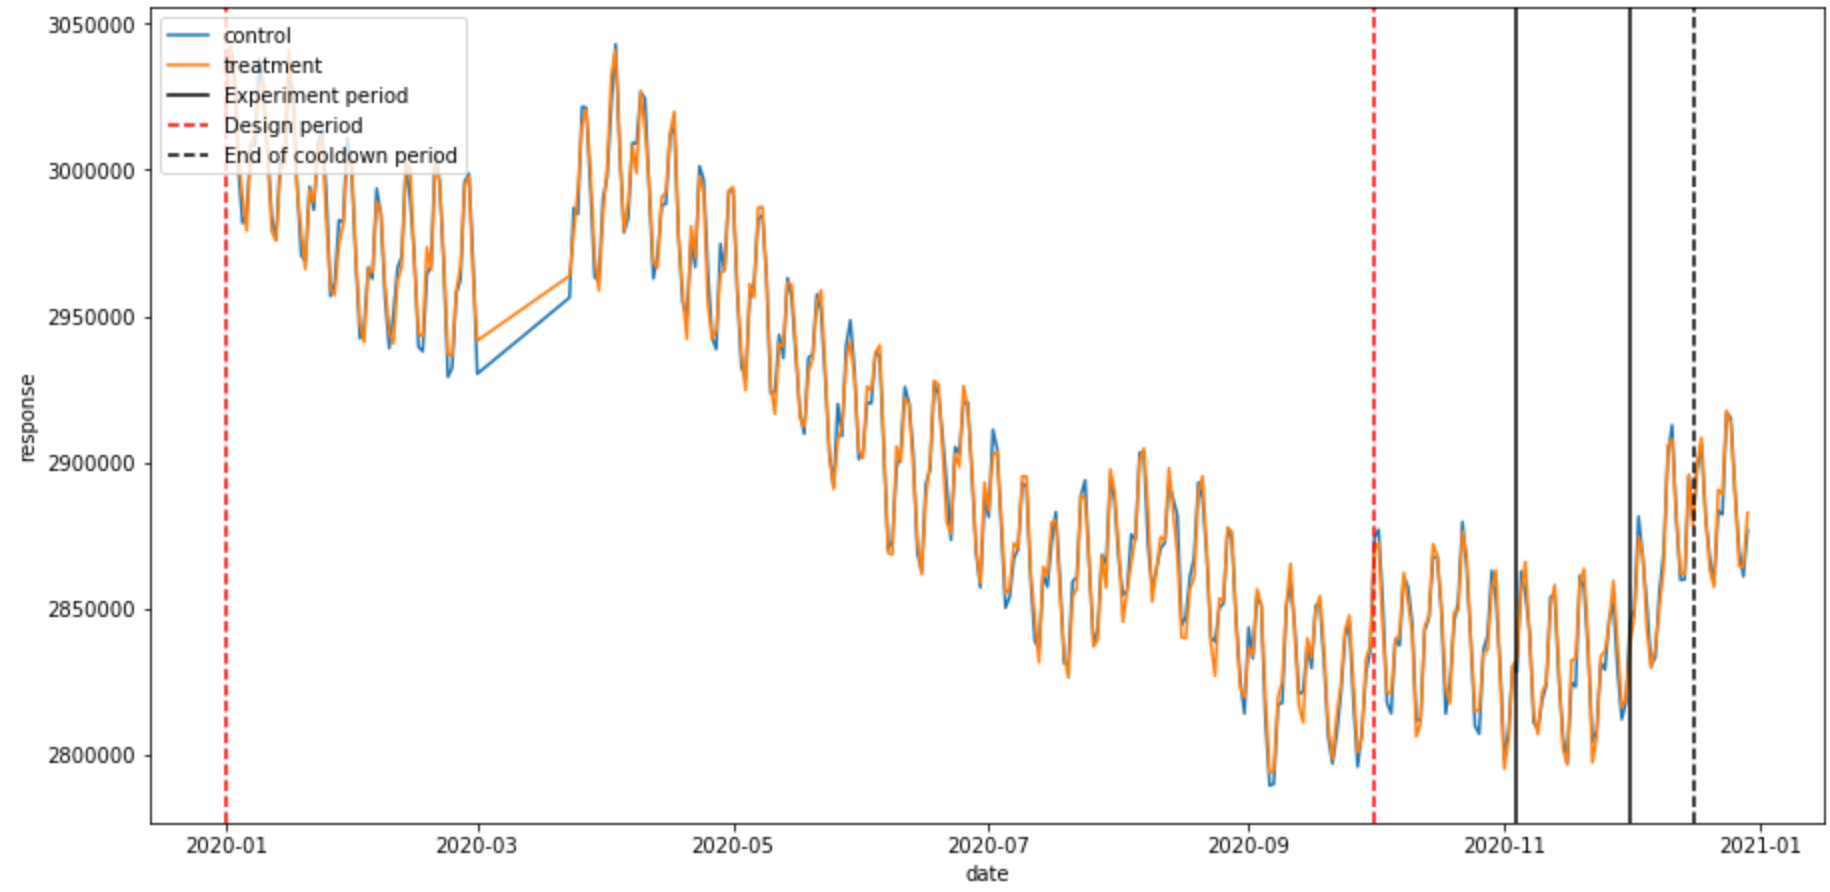 3050000
3000000
2950000
2900000
2850000
2800000
response
control
treatment
Experiment period
Design period
End of cooldown period
2020-01
2020-03
2020-05
2020-07
2020-09
2020-11
2021-01
date